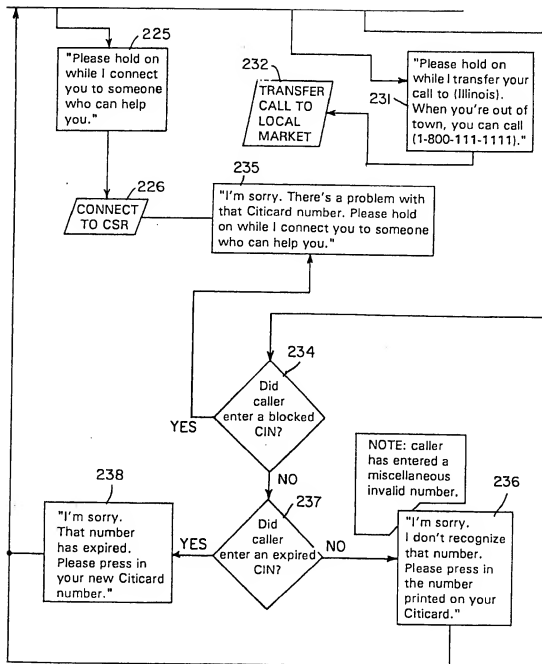 225
"Please hold on
while I connect
you to someone
who can help
you."
232
TRANSFER
CALL TO
LOCAL
MARKET
"Please hold on
while I transfer your
231 call to (Illinois).
When you're out of
town, you can call
(1-800-111-1111)."
226
CONNECT
TO CSR
235
"I'm sorry. There's a problem with
that Citicard number. Please hold
on while I connect you to someone
who can help you."
234
Did
caller
enter a blocked
CIN?
YES
NO
NOTE: caller
has entered a
miscellaneous
invalid number.
238
"I'm sorry.
That number
has expired.
Please press in
your new Citicard
number."
YES
237
Did
caller
enter an expired
CIN?
NO
236
"I'm sorry.
I don't recognize
that number.
Please press in
the number
printed on your
Citicard."